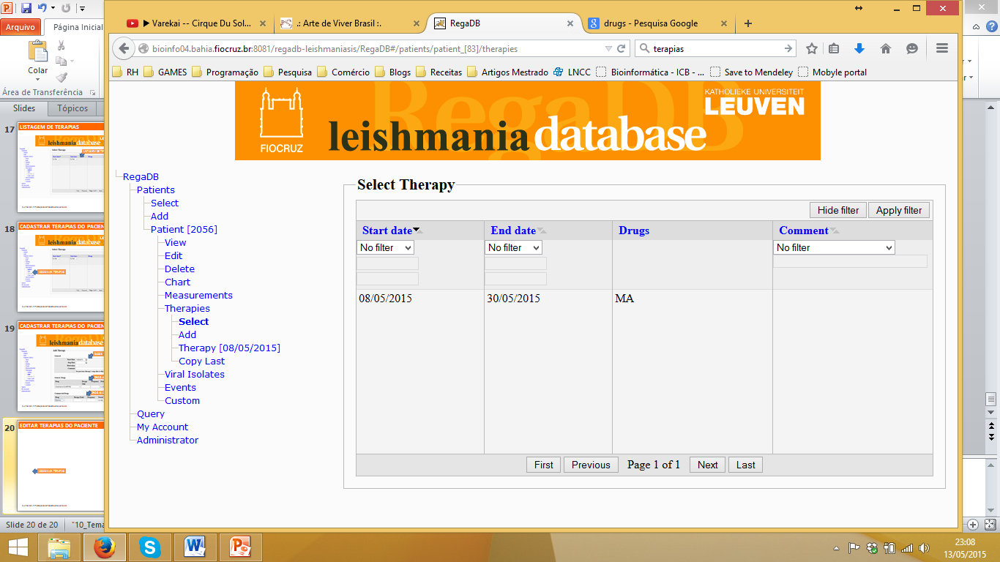 Arquivo
Página Inicial
▶ Varekai -- Cirque Du Sol...
.: Arte de Viver Brasil :.
RegaDB
drugs - Pesquisa Google
bioinfo04.bahia.fiocruz.br:8081/regadb-leishmaniasis/RegaDB#/patients/patient_[83]/therapies
terapias
RH
GAMES
Programação
Pesquisa
Comércio
Blogs
Receitas
Artigos Mestrado
LNCC
Bioinformática - ICB - ...
Save to Mendeley
Mobyle portal
Colar
Área de Transferência
Slides
Tópicos
17
LISTAGEM DE TERAPIAS
18
CADASTRAR TERAPIAS DO PACIEN
19
CADASTRAR TERAPIAS DO PACIEN
20
EDITAR TERAPIAS DO PACIENTE
FIOCRUZ
RegaDB
leishmania database
KATHOLIEKE UNIVERSITEIT
LEUVEN
RegaDB
Patients
Select
Add
Patient [2056]
View
Edit
Delete
Chart
Measurements
Therapies
Select
Add
Therapy [08/05/2015]
Copy Last
Viral Isolates
Events
Custom
Query
My Account
Administrator
Select Therapy
Hide filter
Apply filter
Start date
End date
Drugs
Comment
No filter
No filter
No filter
08/05/2015
30/05/2015
MA
First
Previous
Page 1 of 1
Next
Last
Slide 20 de 20
"10_Tema
23:08
13/05/2015